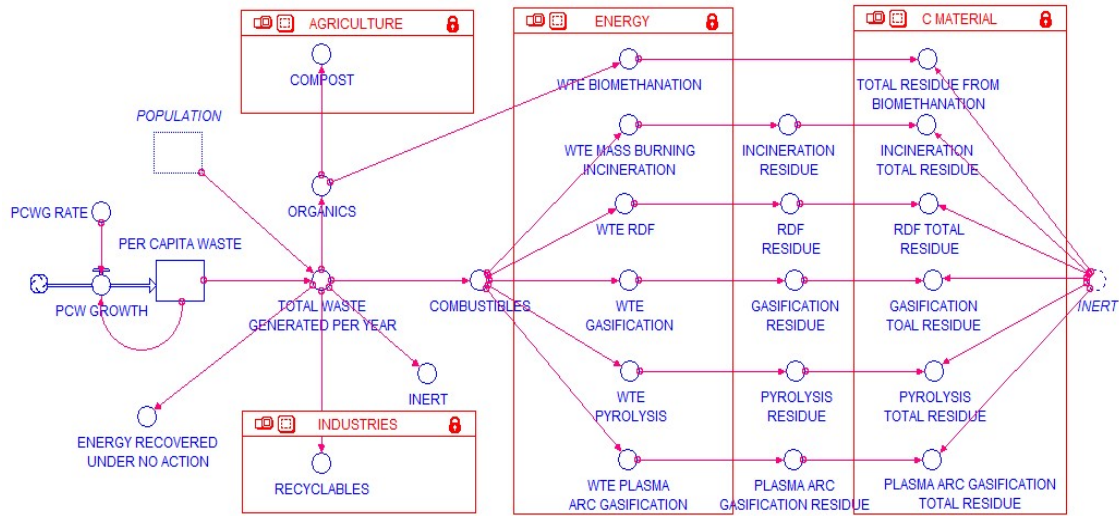 AGRICULTURE
ENERGY
C MATERIAL
COMPOST
WTE BIOMETHANATION
TOTAL RESIDUE FROM
BIOMETHANATION
POPULATION
WTE MASS BURNING
INCINERATION
INCINERATION
RESIDUE
INCINERATION
TOTAL RESIDUE
PCWG RATE
ORGANICS
WTE RDF
RDF
RESIDUE
RDF TOTAL
RESIDUE
PER CAPITA WASTE
PCW GROWTH
TOTAL WASTE
GENERATED PER YEAR
COMBUSTIBLES
WTE
GASIFICATION
GASIFICATION
RESIDUE
GASIFICATION
TOAL RESIDUE
INERT
INERT
WTE
PYROLYSIS
PYROLYSIS
RESIDUE
PYROLYSIS
TOTAL RESIDUE
ENERGY RECOVERED
UNDER NO ACTION
INDUSTRIES
RECYCLABLES
WTE PLASMA
ARC GASIFICATION
PLASMA ARC
GASIFICATION RESIDUE
PLASMA ARC GASIFICATION
TOTAL RESIDUE